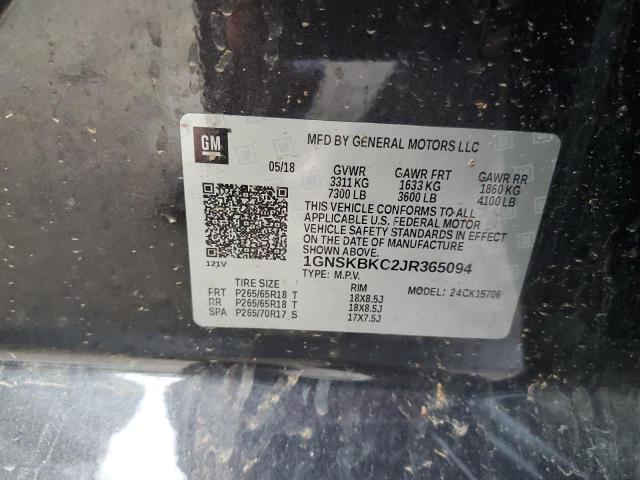 GM
MFD BY GENERAL MOTORS LLC
05/18 GVWR GAWR FRT GAWR RR
3311 KG 1633 KG 1860 KG
7300 LB 3600 LB 4100 LB
THIS VEHICLE CONFORMS TO ALL
APPLICABLE U.S. FEDERAL MOTOR
VEHICLE SAFETY STANDARDS IN EFFECT
ON THE DATE OF MANUFACTURE
SHOWN ABOVE.
1GNSKBKC2JR365094
121V
TYPE: M.P.V.
TIRE SIZE RIM MODEL: 24CK15706
FRT P265/65R18 T 18X8.5J
RR P265/65R18 T 18X8.5J
SPA P265/70R17 S 17X7.5J